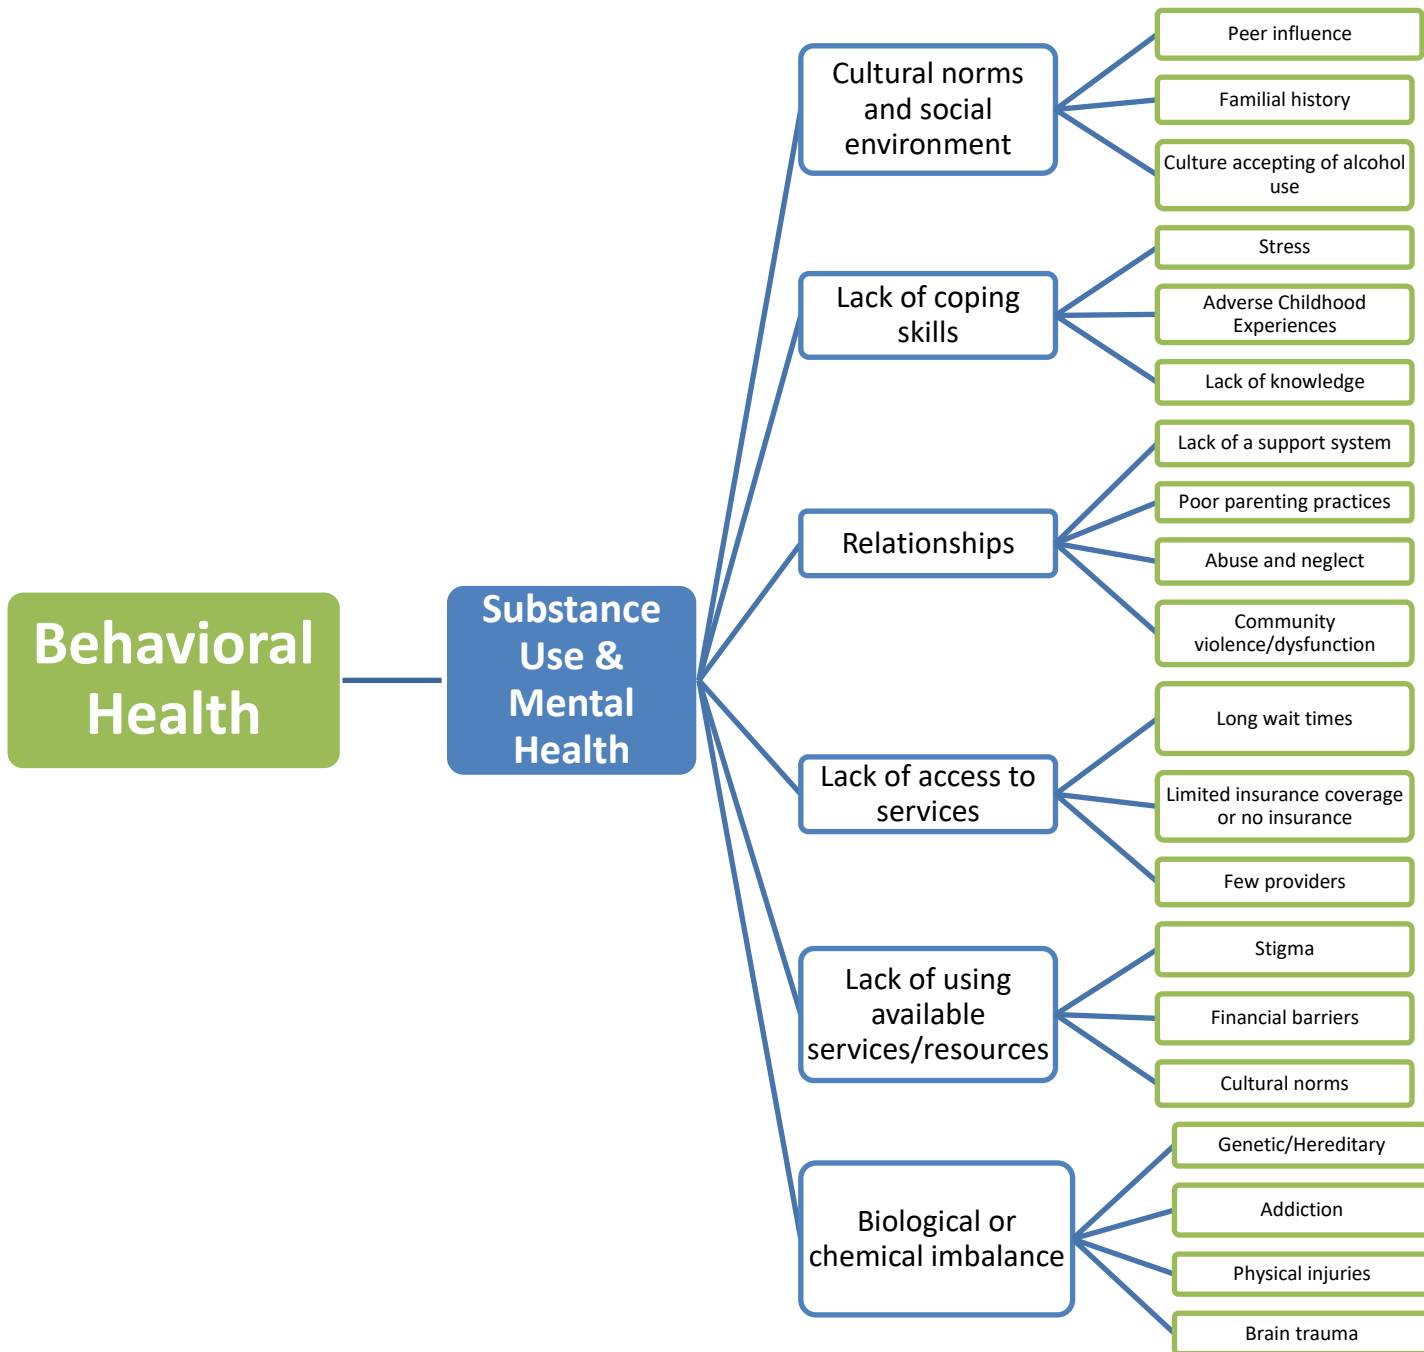 Behavioral
Health
Substance
Use &
Mental
Health
Cultural norms
and social
environment
Peer influence
Familial history
Culture accepting of alcohol
use
Lack of coping
skills
Stress
Adverse Childhood
Experiences
Lack of knowledge
Relationships
Lack of a support system
Poor parenting practices
Abuse and neglect
Community
violence/dysfunction
Lack of access to
services
Long wait times
Limited insurance coverage
or no insurance
Few providers
Lack of using
available
services/resources
Stigma
Financial barriers
Cultural norms
Biological or
chemical imbalance
Genetic/Hereditary
Addiction
Physical injuries
Brain trauma